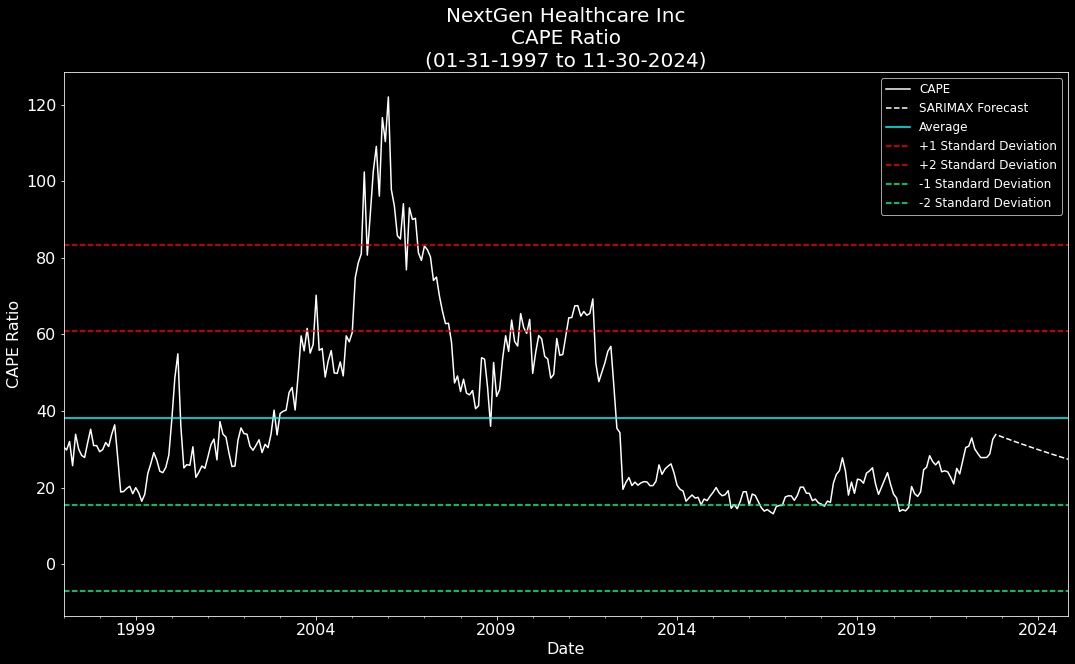 NextGen Healthcare Inc
CAPE Ratio
(01-31-1997 to 11-30-2024)
CAPE
SARIMAX Forecast
Average
+1 Standard Deviation
+2 Standard Deviation
-1 Standard Deviation
-2 Standard Deviation
CAPE Ratio
120
100
80
60
40
20
0
1999
2004
2009
2014
2019
2024
Date